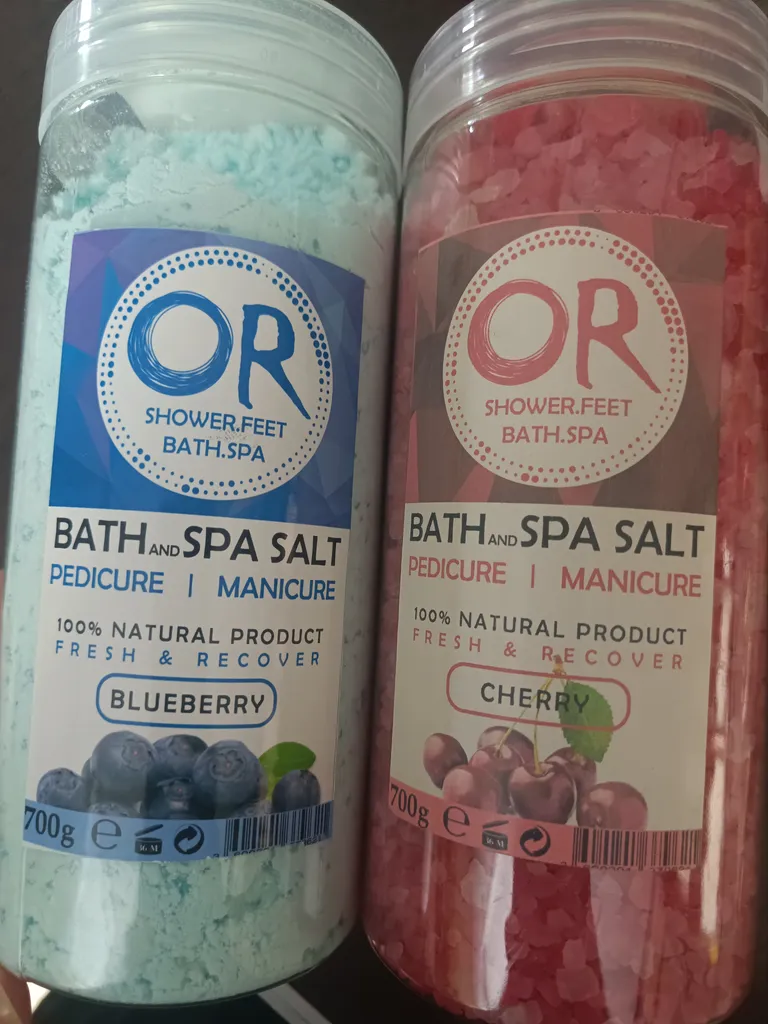 OR
SHOWER.FEET
BATH.SPA
BATH AND SPA SALT
PEDICURE | MANICURE
100% NATURAL PRODUCT
FRESH & RECOVER
BLUEBERRY
700g e
OR
SHOWER.FEET
BATH.SPA
BATH AND SPA SALT
PEDICURE | MANICURE
100% NATURAL PRODUCT
FRESH & RECOVER
CHERRY
700g e